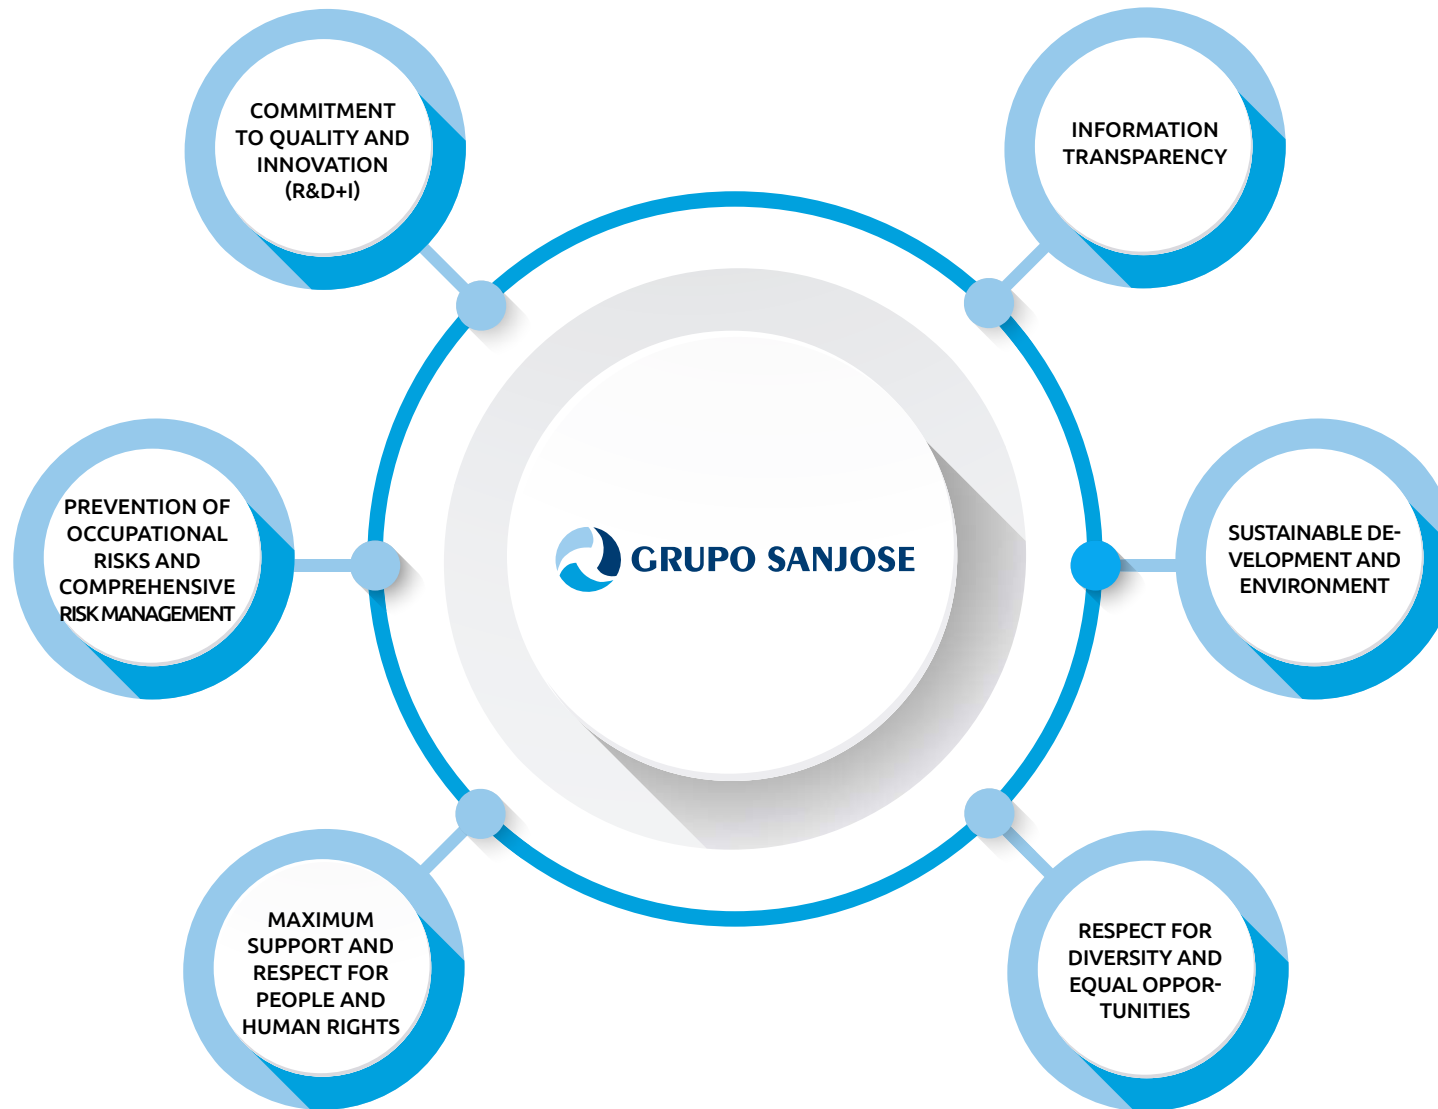 COMMITMENT
TO QUALITY AND
INNOVATION
(R&D+I)
INFORMATION
TRANSPARENCY
PREVENTION OF
OCCUPATIONAL
RISKS AND
COMPREHENSIVE
RISK MANAGEMENT
GRUPO SANJOSE
SUSTAINABLE DE-
VELOPMENT AND
ENVIRONMENT
MAXIMUM
SUPPORT AND
RESPECT FOR
PEOPLE AND
HUMAN RIGHTS
RESPECT FOR
DIVERSITY AND
EQUAL OPPOR-
TUNITIES